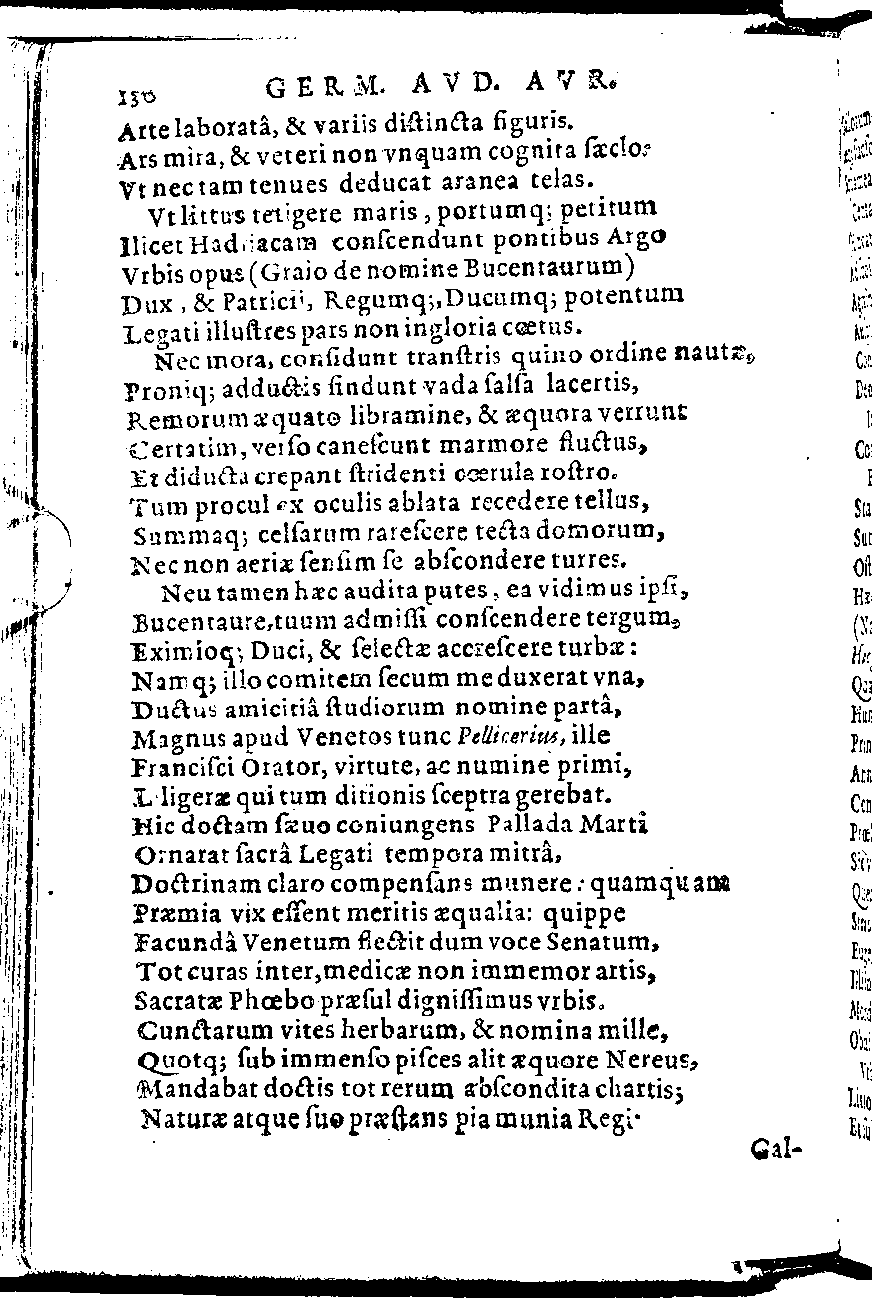 150 GERM. AVD. AVR.
Arte laboratâ, & variis diſtincta figuris.
Ars mira, & veteri non vnquam cognita ſæclo:
Vt nec tam tenues deducat aranea telas.
Vt littus tetigere maris, portumq; petitum
Ilicet Hadriacam conſcendunt pontibus Argo
Vrbis opus (Graio de nomine Bucentaurum)
Dux, & Patricii, Regumq;, Ducumq; potentum
Legati illuſtres pars non ingloria cœtus.
Nec mora, conſidunt tranſtris quino ordine nautæ,
Proniq; adductis findunt vada ſalſa lacertis,
Remorum æquato libramine, & æquora verrunt
Certatim, verſo caneſcunt marmore fluctus,
Et diducta crepant ſtridenti cœrula roſtro.
Tum procul ex oculis ablata recedere tellus,
Summaq; celſarum rareſcere tecta domorum,
Nec non aeriæ ſenſim ſe abſcondere turres.
Neu tamen hæc audita putes, ea vidimus ipſi,
Bucentaure, tuum admiſſi conſcendere tergum,
Eximioq; Duci, & ſelectæ accreſcere turbæ:
Namq; illo comitem ſecum me duxerat vna,
Ductus amicitiâ ſtudiorum nomine partâ,
Magnus apud Venetos tunc Pellicerius, ille
Franciſci Orator, virtute, ac numine primi,
Liligeræ qui tum ditionis ſceptra gerebat.
Hic doctam ſæuo coniungens Pallada Marti
Ornarat ſacrâ Legati tempora mitrâ,
Doctrinam claro compenſans munere: quamquam
Præmia vix eſſent meritis æqualia: quippe
Facundâ Venetum flectit dum voce Senatum,
Tot curas inter, medicæ non immemor artis,
Sacratæ Phœbo præſul digniſſimus vrbis.
Cunctarum vites herbarum, & nomina mille,
Quotq; ſub immenſo piſces alit æquore Nereus,
Mandabat doctis tot rerum abſcondita chartis;
Naturæ atque ſuo præſtans pia munia Regi.
Gal-